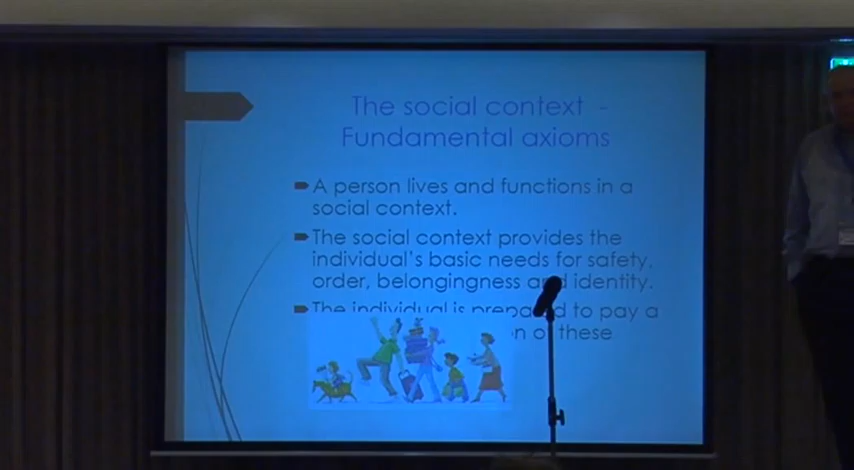 The social context -
Fundamental axioms
A person lives and functions in a
social context.
The social context provides the
individual's basic needs for safety,
order, belongingness and identity.
The individual is prepared to pay a
these